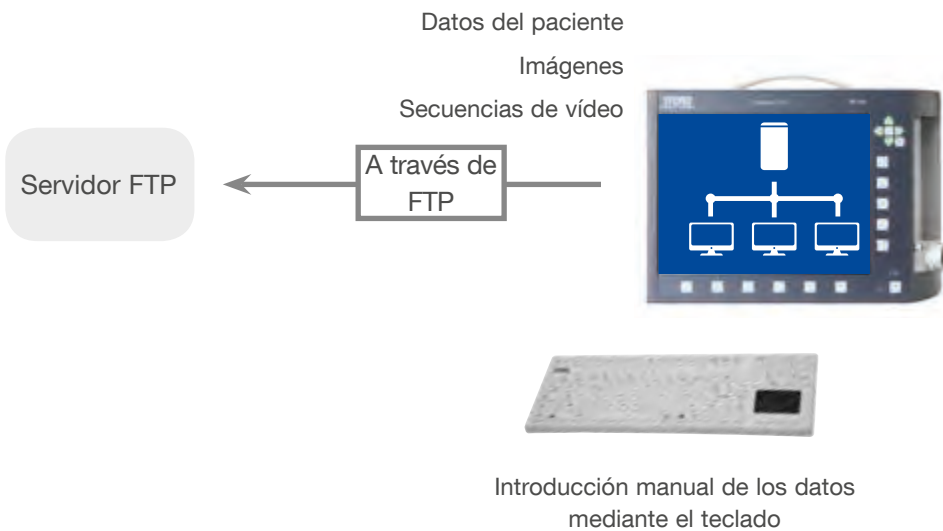 Datos del paciente
Imágenes
Secuencias de vídeo
Servidor FTP
A través de
FTP
Introducción manual de los datos
mediante el teclado